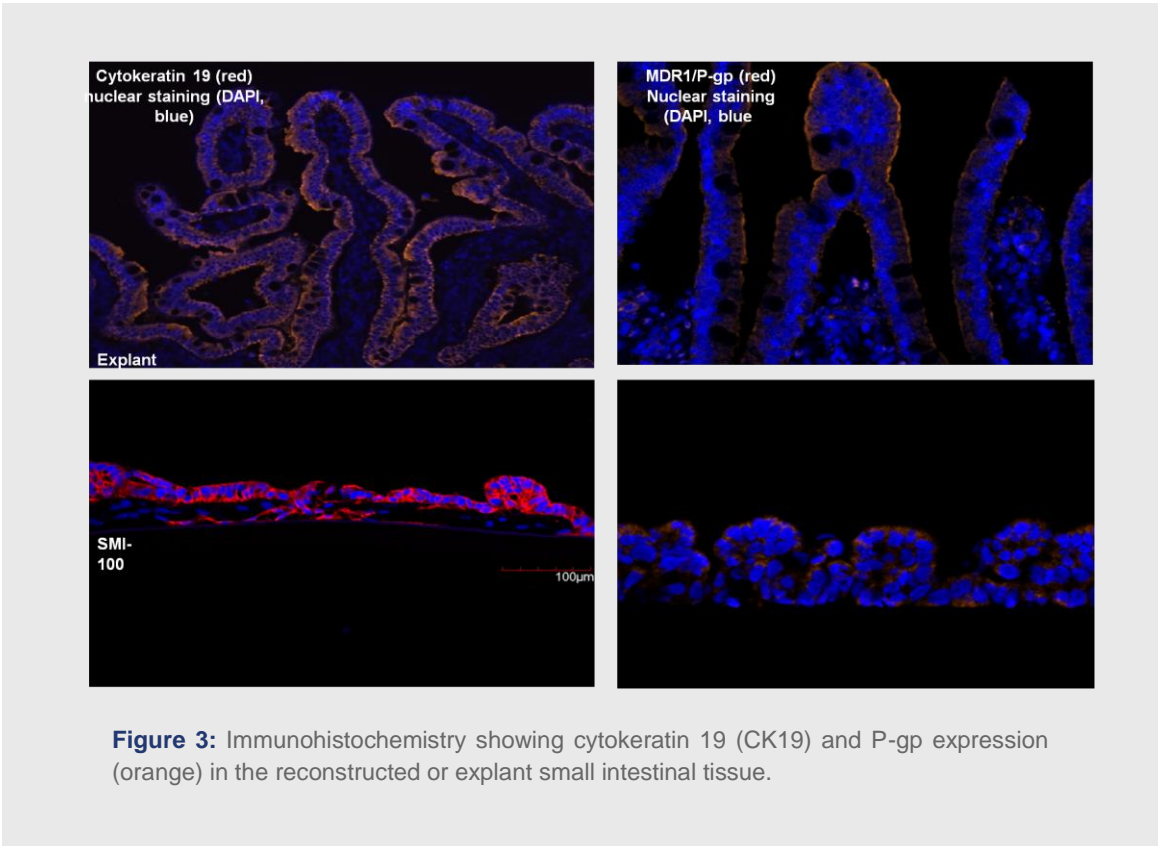 Cytokeratin 19 (red)
nuclear staining (DAPI,
blue)
MDR1/P-gp (red)
Nuclear staining
(DAPI, blue
Explant
SMI-
100
100µm
Figure 3: Immunohistochemistry showing cytokeratin 19 (CK19) and P-gp expression
(orange) in the reconstructed or explant small intestinal tissue.